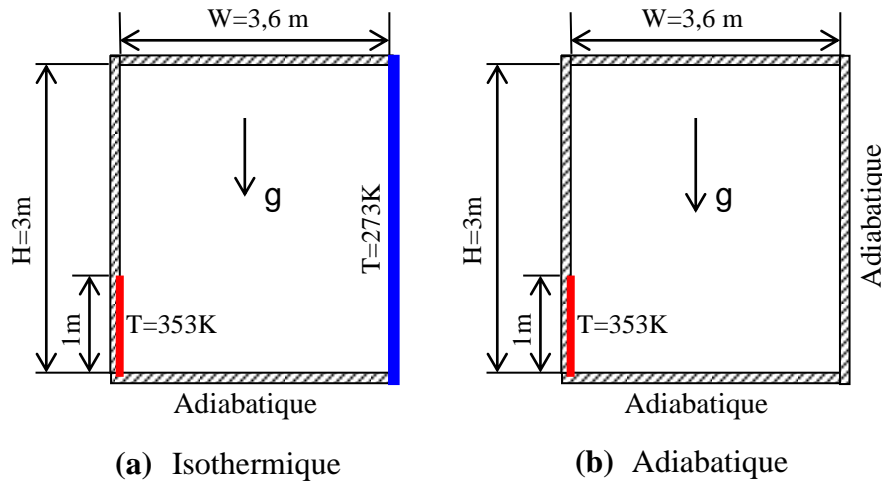 W=3,6 m
H=3m
1m
T=353K
g
T=273K
Adiabatique
(a) Isothermique
W=3,6 m
H=3m
1m
T=353K
g
Adiabatique
Adiabatique
(b) Adiabatique